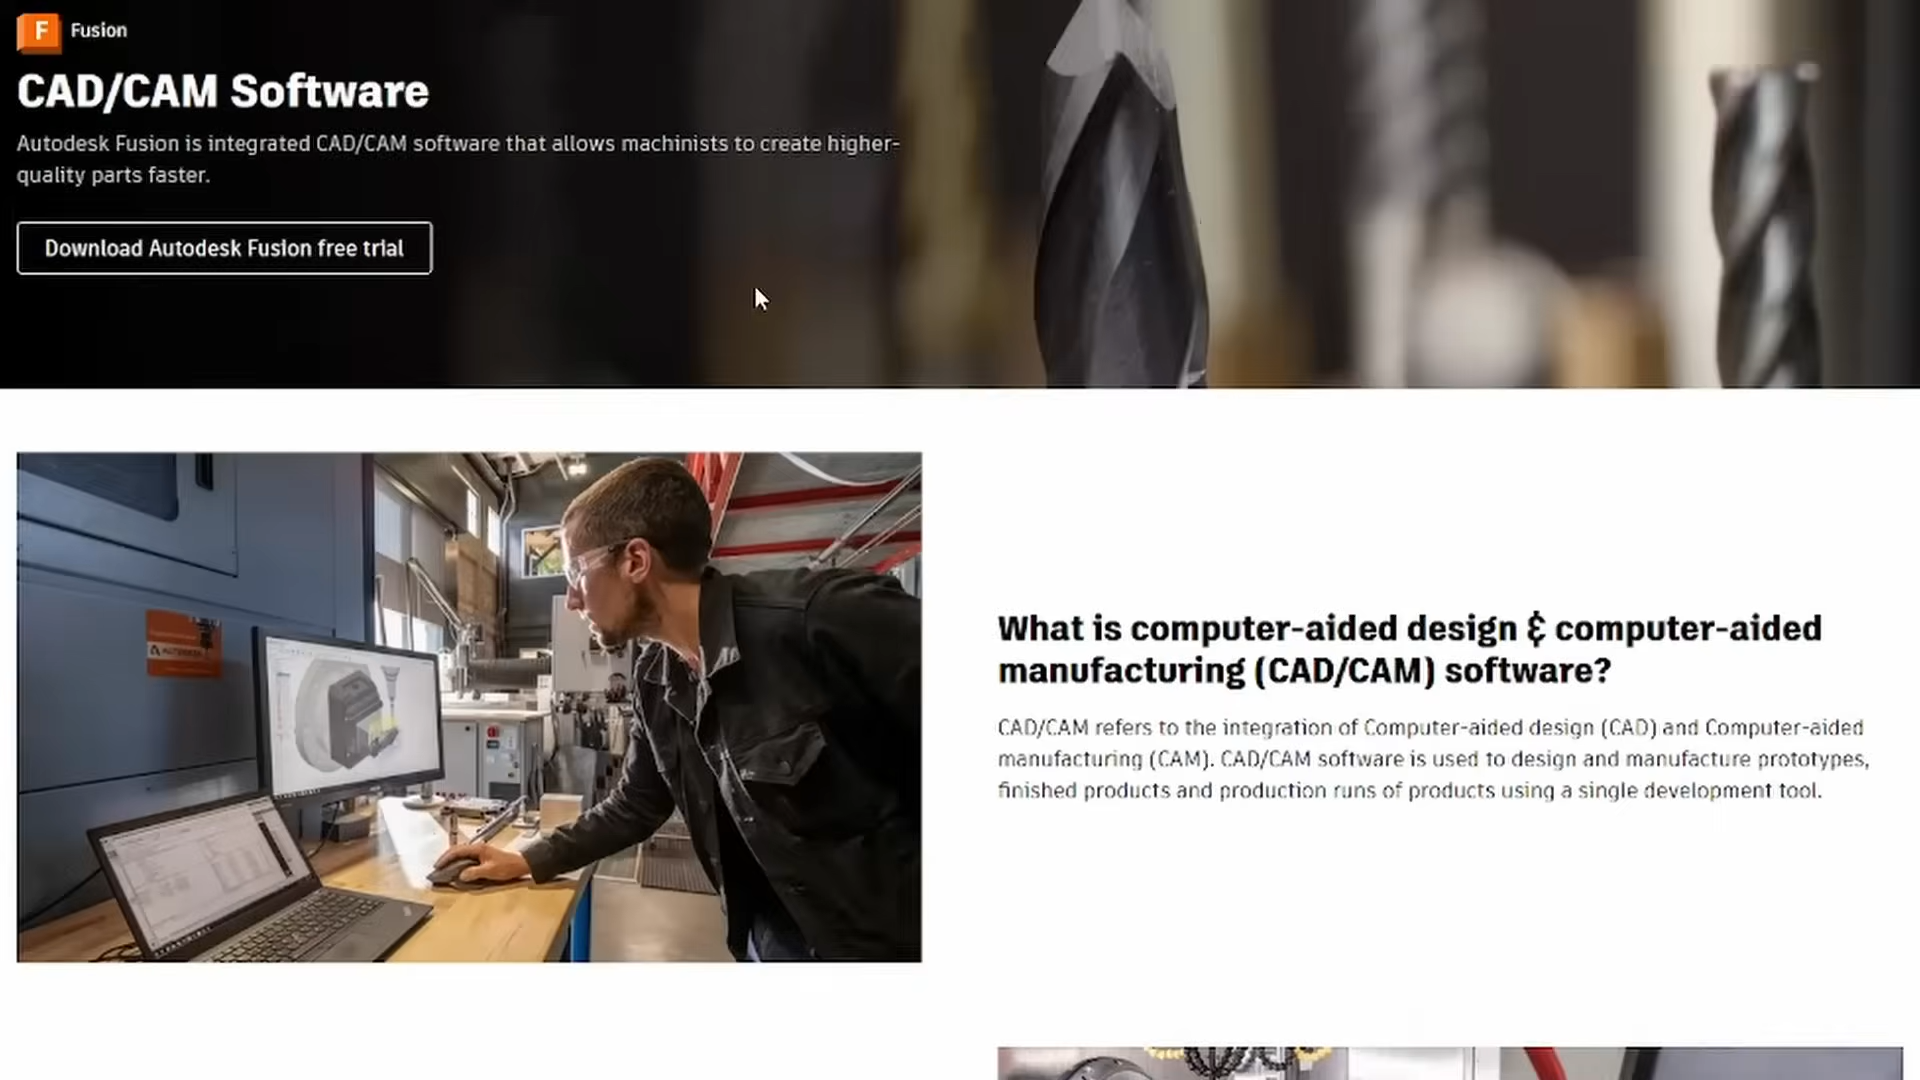 F Fusion
CAD/CAM Software
Autodesk Fusion is integrated CAD/CAM software that allows machinists to create higher-
quality parts faster.
Download Autodesk Fusion free trial
AUTODESK
What is computer-aided design & computer-aided
manufacturing (CAD/CAM) software?
CAD/CAM refers to the integration of Computer-aided design (CAD) and Computer-aided
manufacturing (CAM). CAD/CAM software is used to design and manufacture prototypes,
finished products and production runs of products using a single development tool.